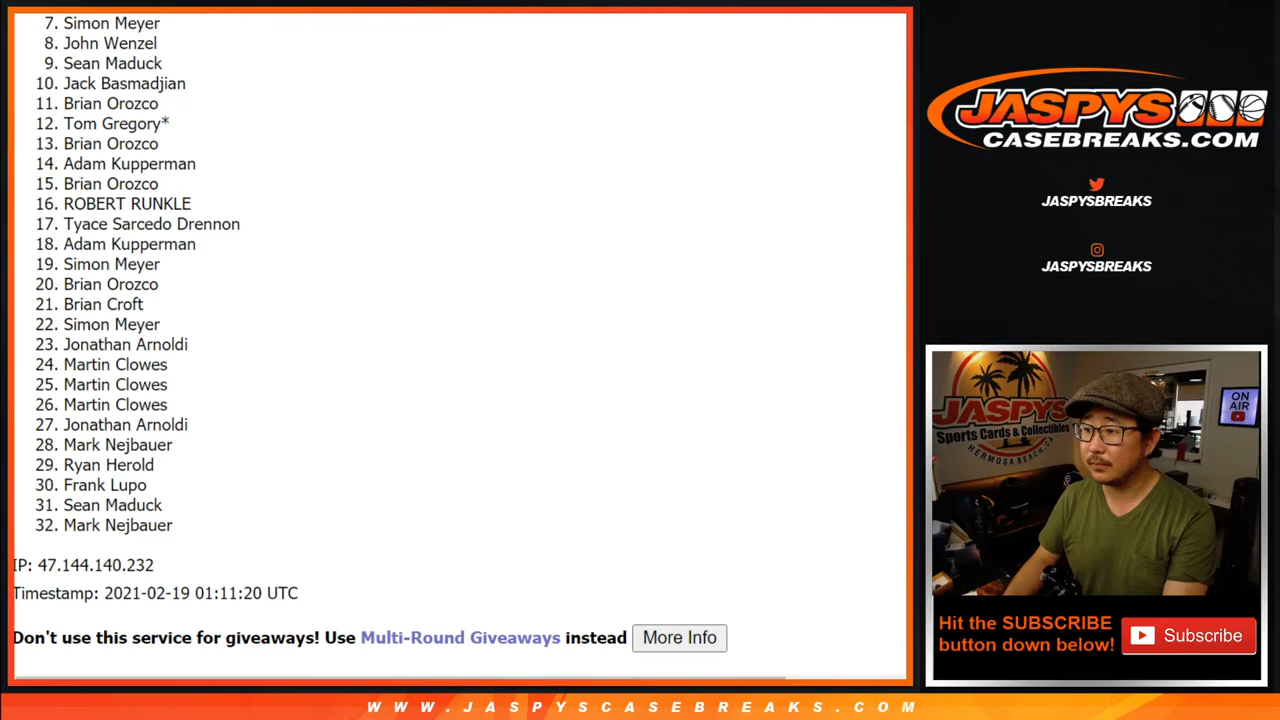 7. Simon Meyer
8. John Wenzel
9. Sean Maduck
10. Jack Basmadjian
11. Brian Orozco
12. Tom Gregory*
13. Brian Orozco
14. Adam Kupperman
15. Brian Orozco
16. ROBERT RUNKLE
17. Tyace Sarcedo Drennon
18. Adam Kupperman
19. Simon Meyer
20. Brian Orozco
21. Brian Croft
22. Simon Meyer
23. Jonathan Arnoldi
24. Martin Clowes
25. Martin Clowes
26. Martin Clowes
27. Jonathan Arnoldi
28. Mark Nejbauer
29. Ryan Herold
30. Frank Lupo
31. Sean Maduck
32. Mark Nejbauer
IP: 47.144.140.232
Timestamp: 2021-02-19 01:11:20 UTC
Don't use this service for giveaways! Use Multi-Round Giveaways instead More Info
JASPYS
CASEBREAKS.COM
JASPYSBREAKS
JASPYSBREAKS
JASPYS
Sports Cards & Collectibles
HERMOSA BEACH, CA
ON
AIR
Hit the SUBSCRIBE
button down below!
Subscribe
WWW.JASPYSCASEBREAKS.COM